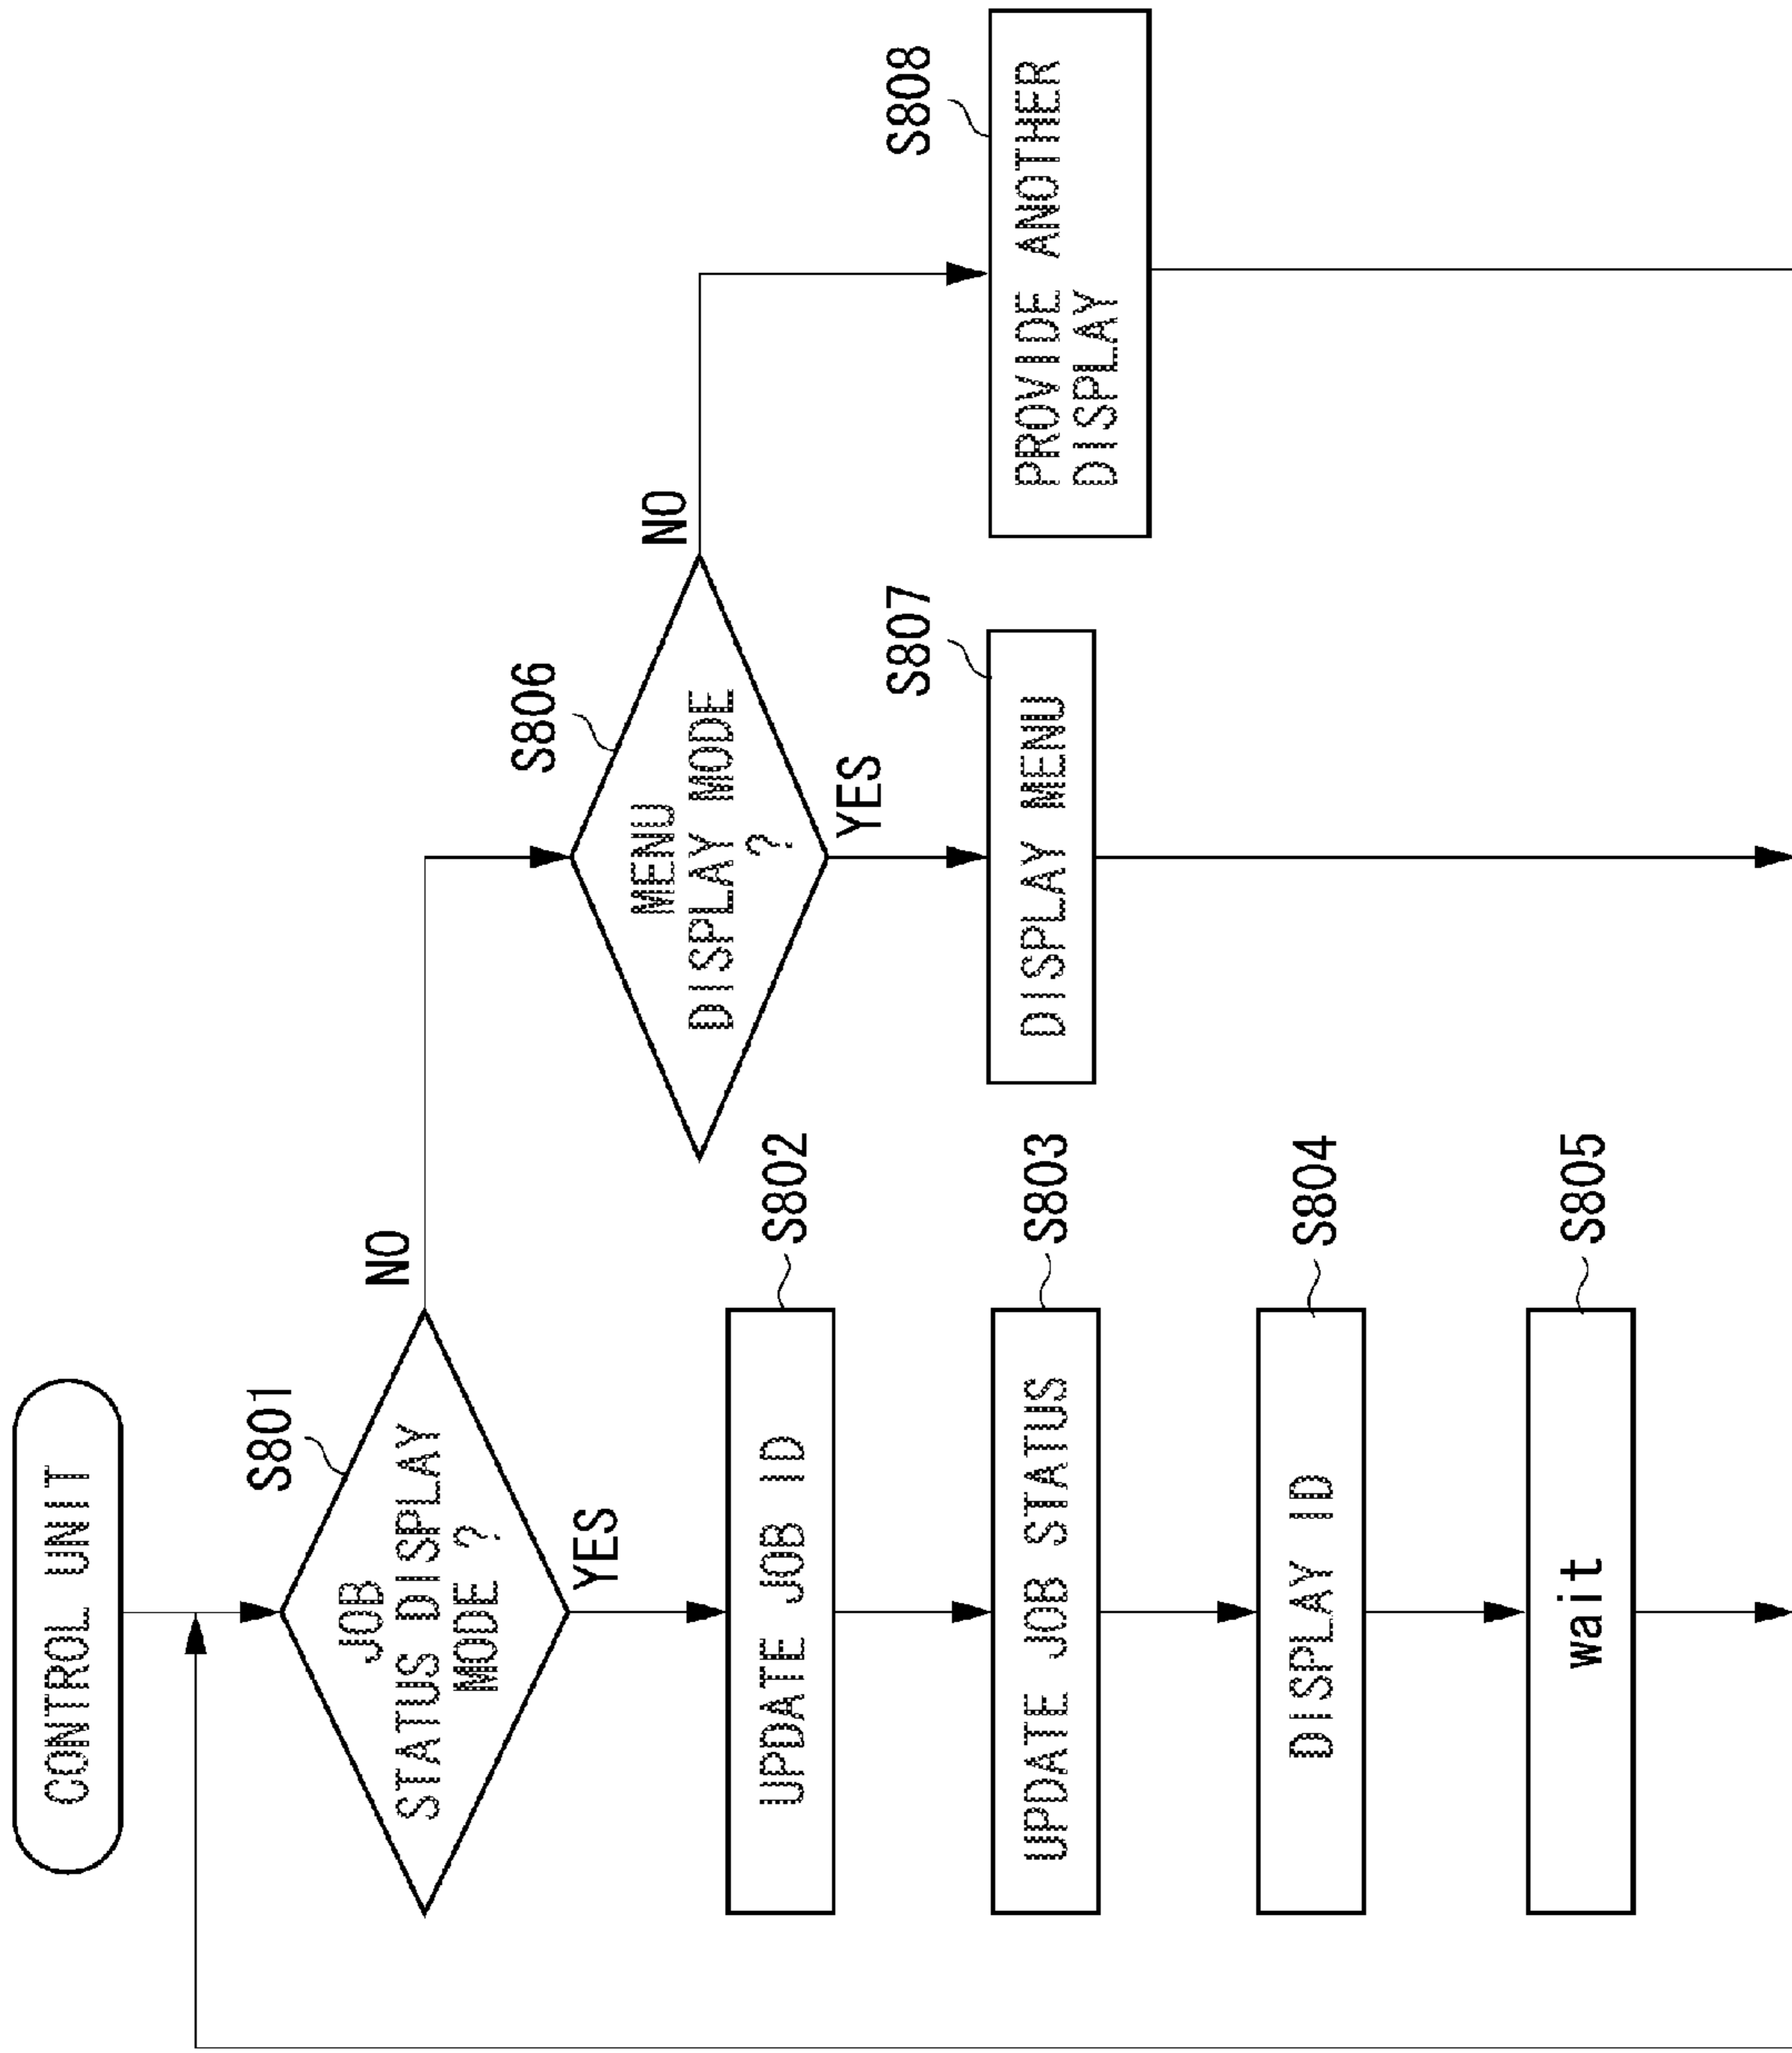 CONTROL UNIT
S801
JOB
STATUS DISPLAY
MODE ?
NO
YES
UPDATE JOB ID
S802
UPDATE JOB STATUS
S803
DISPLAY ID
S804
wait
S805
S806
MENU
DISPLAY MODE
?
NO
YES
S807
DISPLAY MENU
S808
PROVIDE ANOTHER
DISPLAY